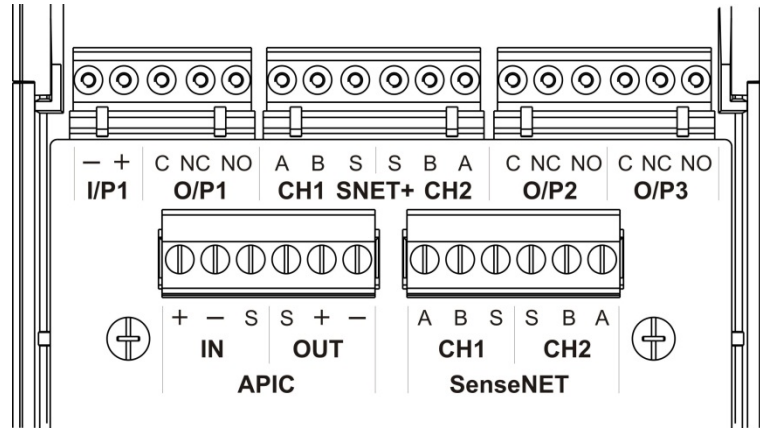 − + C NC NO A B S S B A C NC NO C NC NO
I/P1 O/P1 CH1 SNET+ CH2 O/P2 O/P3
+ − S S + − A B S S B A
IN OUT CH1 CH2
APIC SenseNET